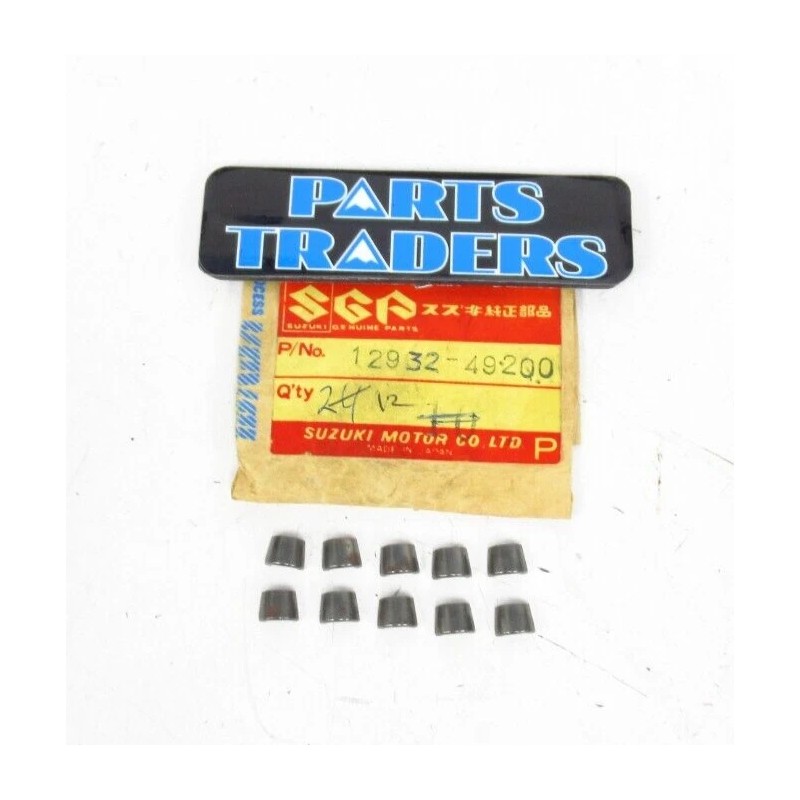 PARTS
TRADERS
OCESS
SGP スズキ純正部品
SUZUKI GENUINE PARTS
P/No. 12932-49200
Q'ty 24 12
SUZUKI MOTOR CO LTD P
MADE IN JAPAN